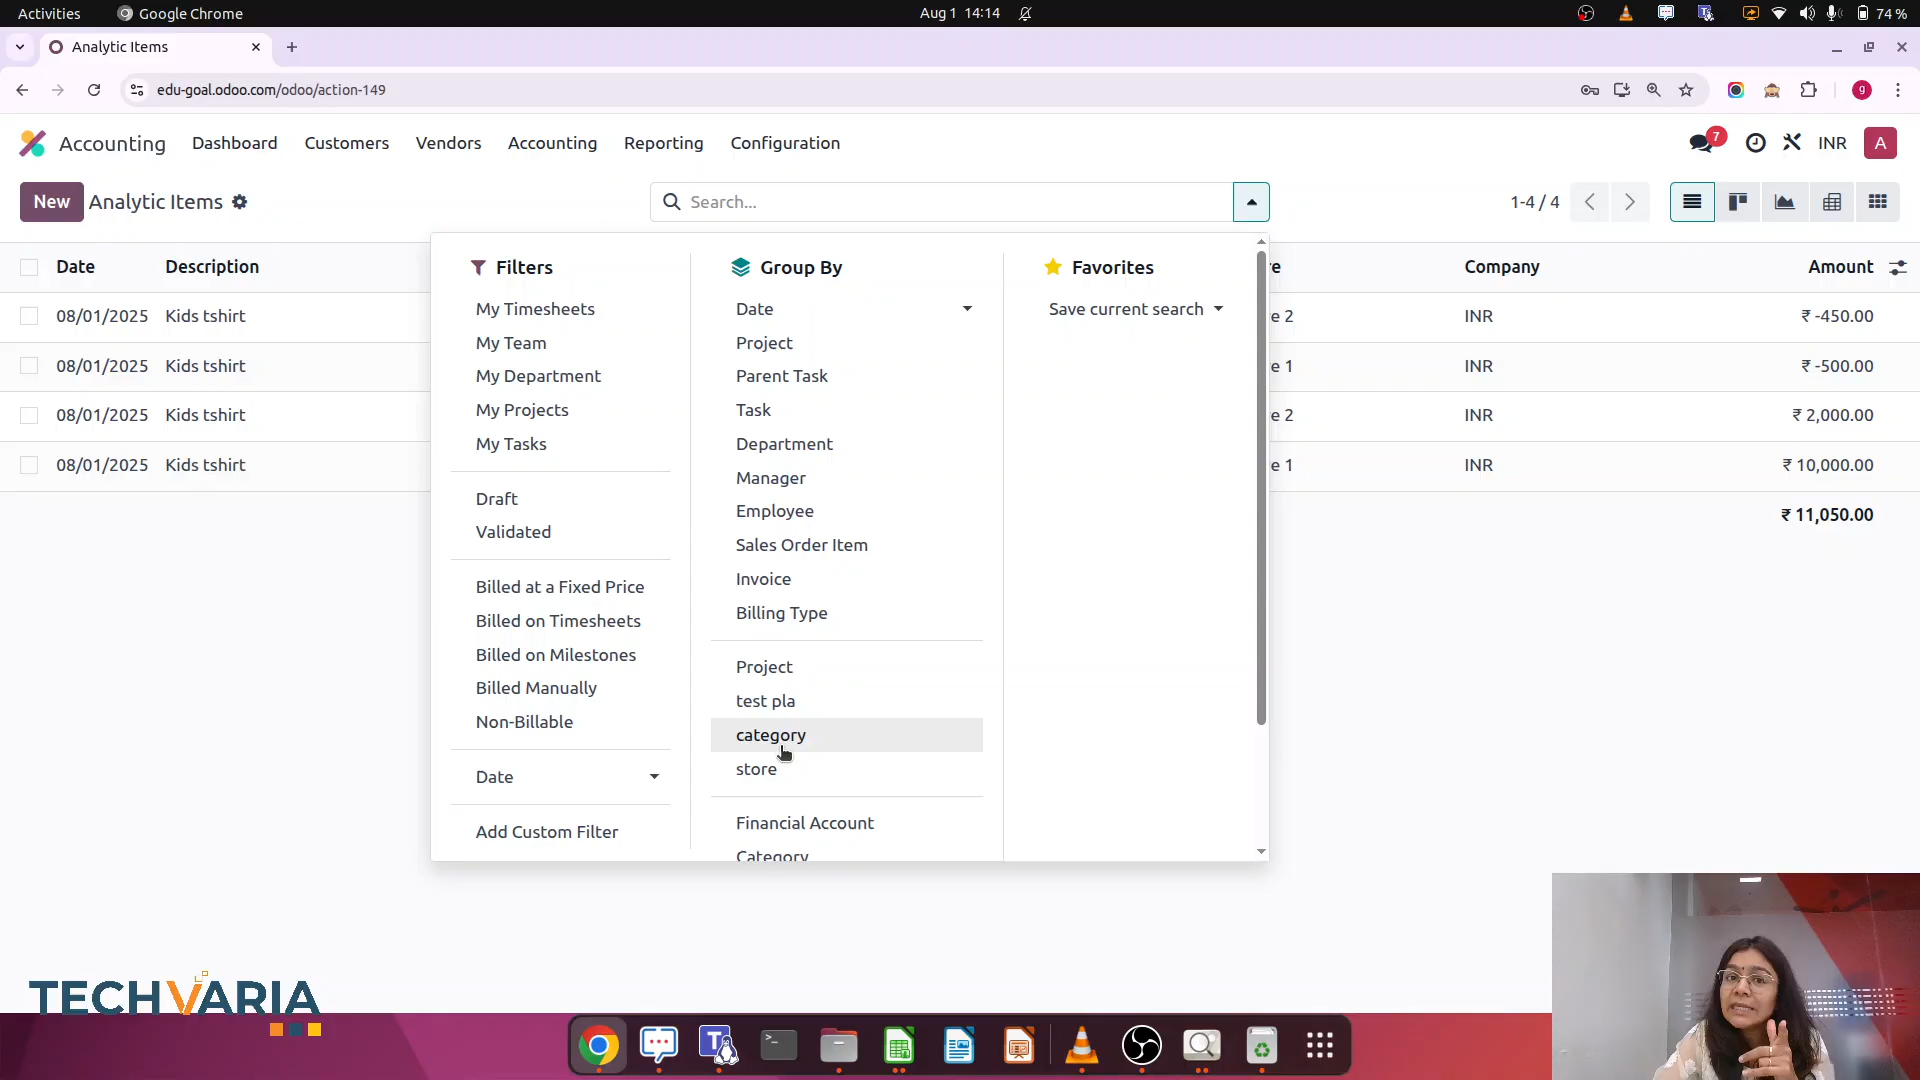 Activities
Google Chrome
Aug 1 14:14
74 %
Analytic Items
edu-goal.odoo.com/odoo/action-149
g
Accounting
Dashboard
Customers
Vendors
Accounting
Reporting
Configuration
7
INR
A
New
Analytic Items
Search...
1-4 / 4
Date
Description
Company
Amount
08/01/2025
Kids tshirt
e 2
INR
₹ -450.00
08/01/2025
Kids tshirt
e 1
INR
₹ -500.00
08/01/2025
Kids tshirt
e 2
INR
₹ 2,000.00
08/01/2025
Kids tshirt
e 1
INR
₹ 10,000.00
₹ 11,050.00
Filters
My Timesheets
My Team
My Department
My Projects
My Tasks
Draft
Validated
Billed at a Fixed Price
Billed on Timesheets
Billed on Milestones
Billed Manually
Non-Billable
Date
Add Custom Filter
Group By
Date
Project
Parent Task
Task
Department
Manager
Employee
Sales Order Item
Invoice
Billing Type
Project
test pla
category
store
Financial Account
Category
Favorites
Save current search
TECHVARIA